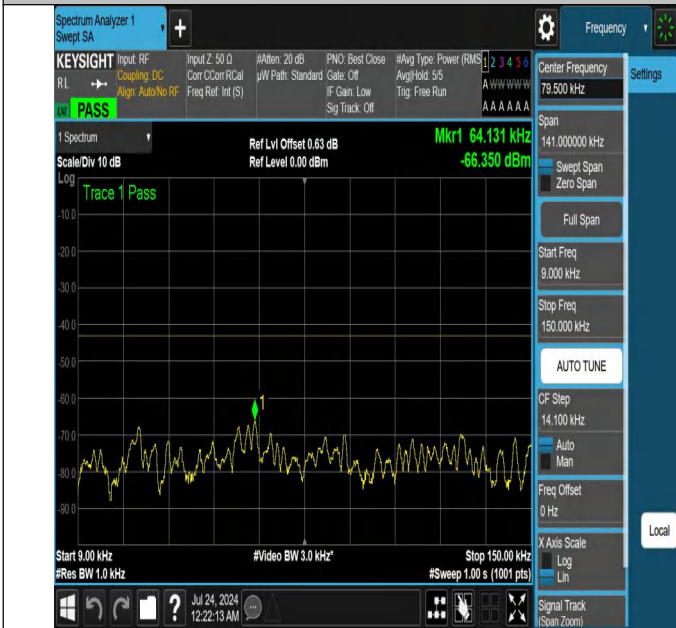 Spectrum Analyzer 1
Swept SA
+
Frequency
KEYSIGHT
RL
PASS
Input: RF
Coupling: DC
Align: Auto/No RF
Input Z: 50 Ω
Corr CCorr RCal
Freq Ref: Int (S)
#Atten: 20 dB
µW Path: Standard
PNO: Best Close
Gate: Off
IF Gain: Low
Sig Track: Off
#Avg Type: Power (RMS
Avg|Hold: 5/5
Trig: Free Run
1 2 3 4 5 6
A W W W W W
A A A A A A
1 Spectrum
Scale/Div 10 dB
Log
Ref Lvl Offset 0.63 dB
Ref Level 0.00 dBm
Mkr1 64.131 kHz
-66.350 dBm
Trace 1 Pass
-10.0
-20.0
-30.0
-40.0
-50.0
-60.0
-70.0
-80.0
-90.0
1
Start 9.00 kHz
#Res BW 1.0 kHz
#Video BW 3.0 kHz*
Stop 150.00 kHz
#Sweep 1.00 s (1001 pts)
?
Jul 24, 2024
12:22:13 AM
Center Frequency
79.500 kHz
Settings
Span
141.000000 kHz
Swept Span
Zero Span
Full Span
Start Freq
9.000 kHz
Stop Freq
150.000 kHz
AUTO TUNE
CF Step
14.100 kHz
Auto
Man
Freq Offset
0 Hz
X Axis Scale
Log
Lin
Local
Signal Track
(Span Zoom)